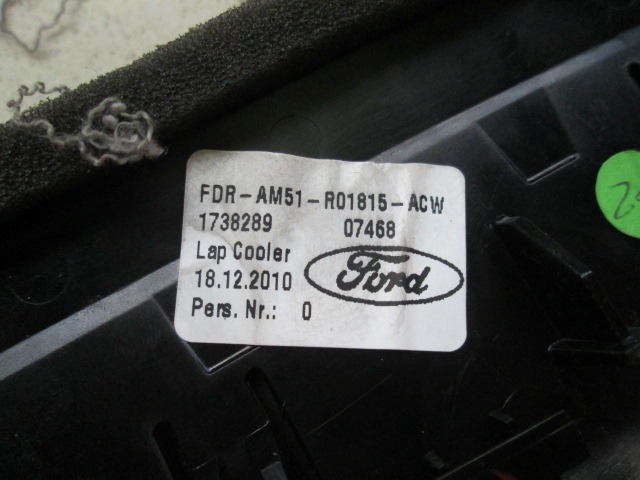 FDR-AM51-R01815-ACW
1738289 07468
Lap Cooler
18.12.2010
Ford
Pers. Nr.: 0